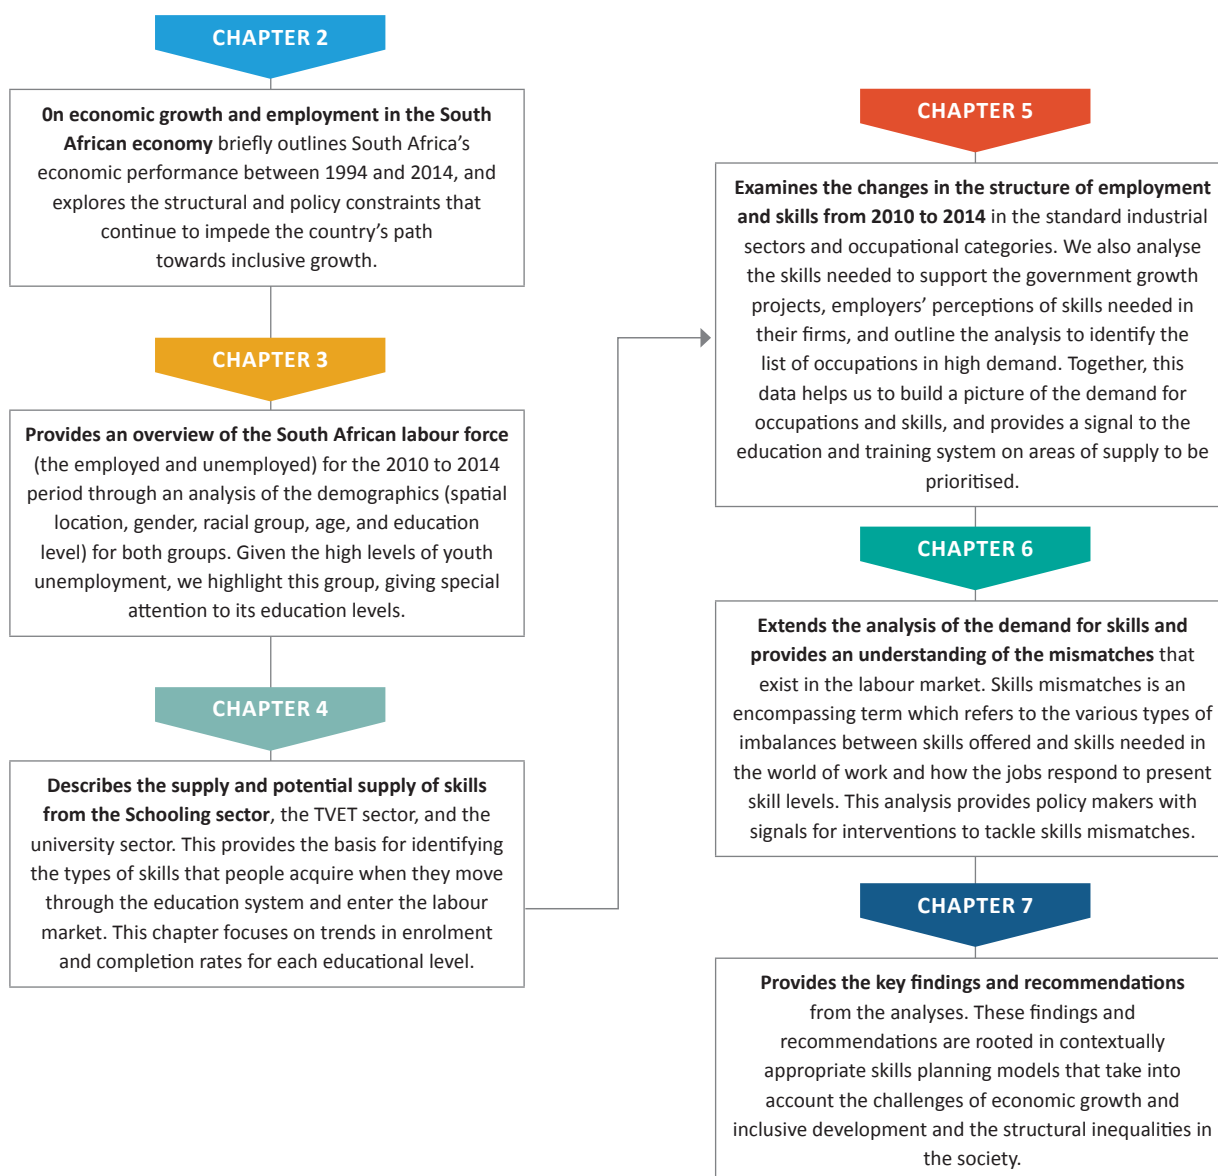 CHAPTER 2
0n economic growth and employment in the South
African economy briefly outlines South Africa's
economic performance between 1994 and 2014, and
explores the structural and policy constraints that
continue to impede the country's path
towards inclusive growth.
CHAPTER 3
Provides an overview of the South African labour force
(the employed and unemployed) for the 2010 to 2014
period through an analysis of the demographics (spatial
location, gender, racial group, age, and education
level) for both groups. Given the high levels of youth
unemployment, we highlight this group, giving special
attention to its education levels.
CHAPTER 4
Describes the supply and potential supply of skills
from the Schooling sector, the TVET sector, and the
university sector. This provides the basis for identifying
the types of skills that people acquire when they move
through the education system and enter the labour
market. This chapter focuses on trends in enrolment
and completion rates for each educational level.
CHAPTER 5
Examines the changes in the structure of employment
and skills from 2010 to 2014 in the standard industrial
sectors and occupational categories. We also analyse
the skills needed to support the government growth
projects, employers' perceptions of skills needed in
their firms, and outline the analysis to identify the
list of occupations in high demand. Together, this
data helps us to build a picture of the demand for
occupations and skills, and provides a signal to the
education and training system on areas of supply to be
prioritised.
CHAPTER 6
Extends the analysis of the demand for skills and
provides an understanding of the mismatches that
exist in the labour market. Skills mismatches is an
encompassing term which refers to the various types of
imbalances between skills offered and skills needed in
the world of work and how the jobs respond to present
skill levels. This analysis provides policy makers with
signals for interventions to tackle skills mismatches.
CHAPTER 7
Provides the key findings and recommendations
from the analyses. These findings and
recommendations are rooted in contextually
appropriate skills planning models that take into
account the challenges of economic growth and
inclusive development and the structural inequalities in
the society.